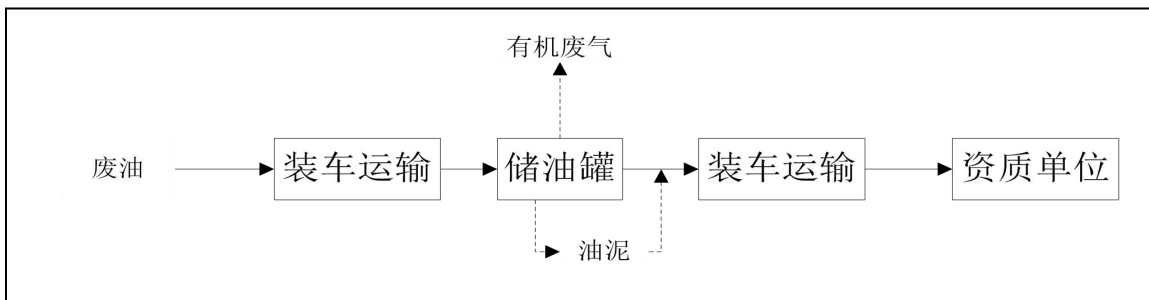 有机废气
废油
装车运输
储油罐
装车运输
资质单位
油泥